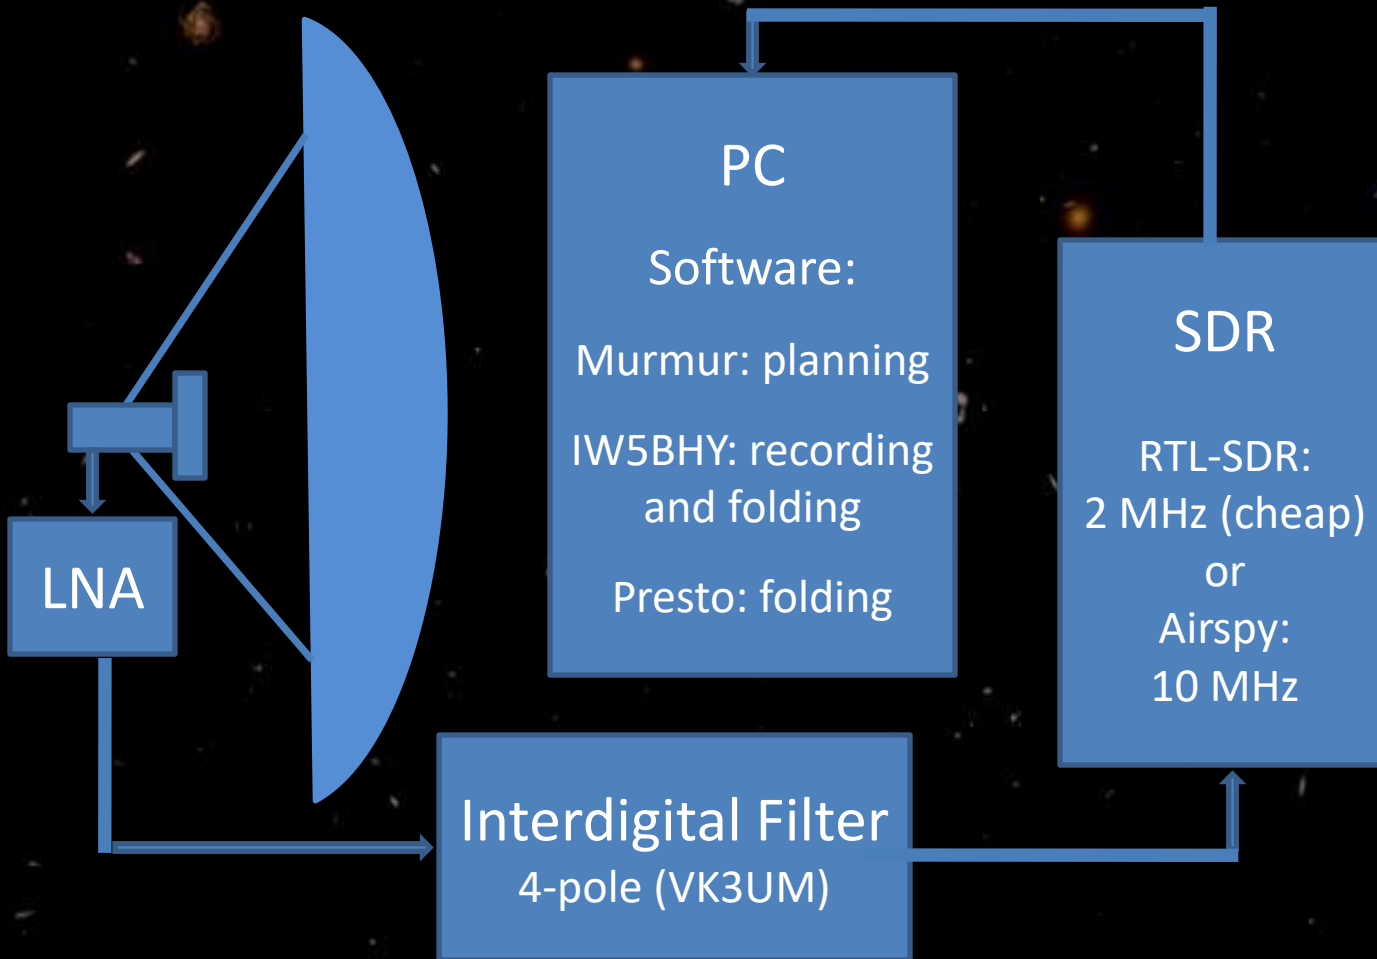 PC
Software:
Murmur: planning
IW5BHY: recording
and folding
Presto: folding
SDR
RTL-SDR:
2 MHz (cheap)
or
Airspy:
10 MHz
LNA
Interdigital Filter
4-pole (VK3UM)